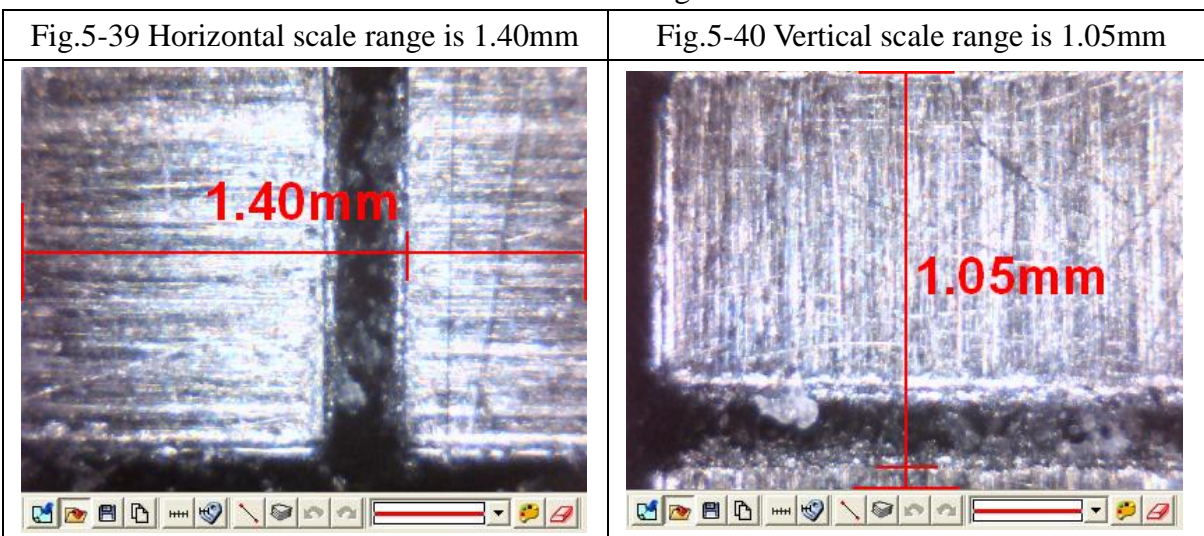 Fig.5-39 Horizontal scale range is 1.40mm
Fig.5-40 Vertical scale range is 1.05mm
1.40mm
1.05mm